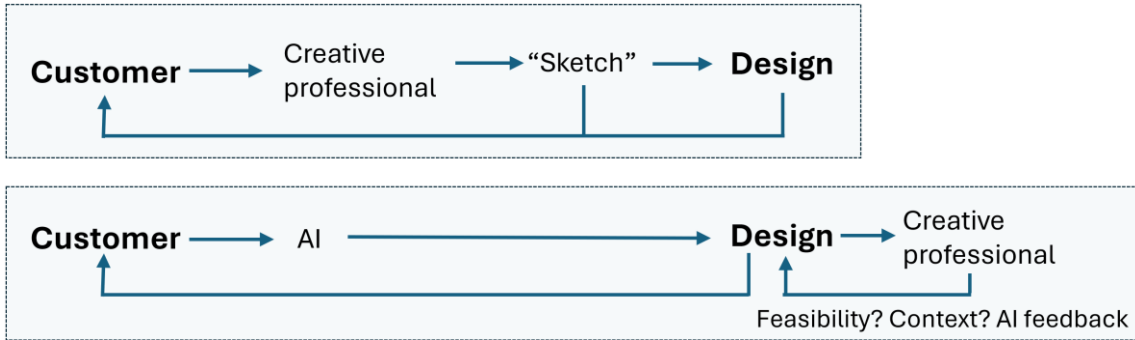 Customer
Creative
professional
“Sketch”
Design
Customer
AI
Design
Creative
professional
Feasibility? Context? AI feedback